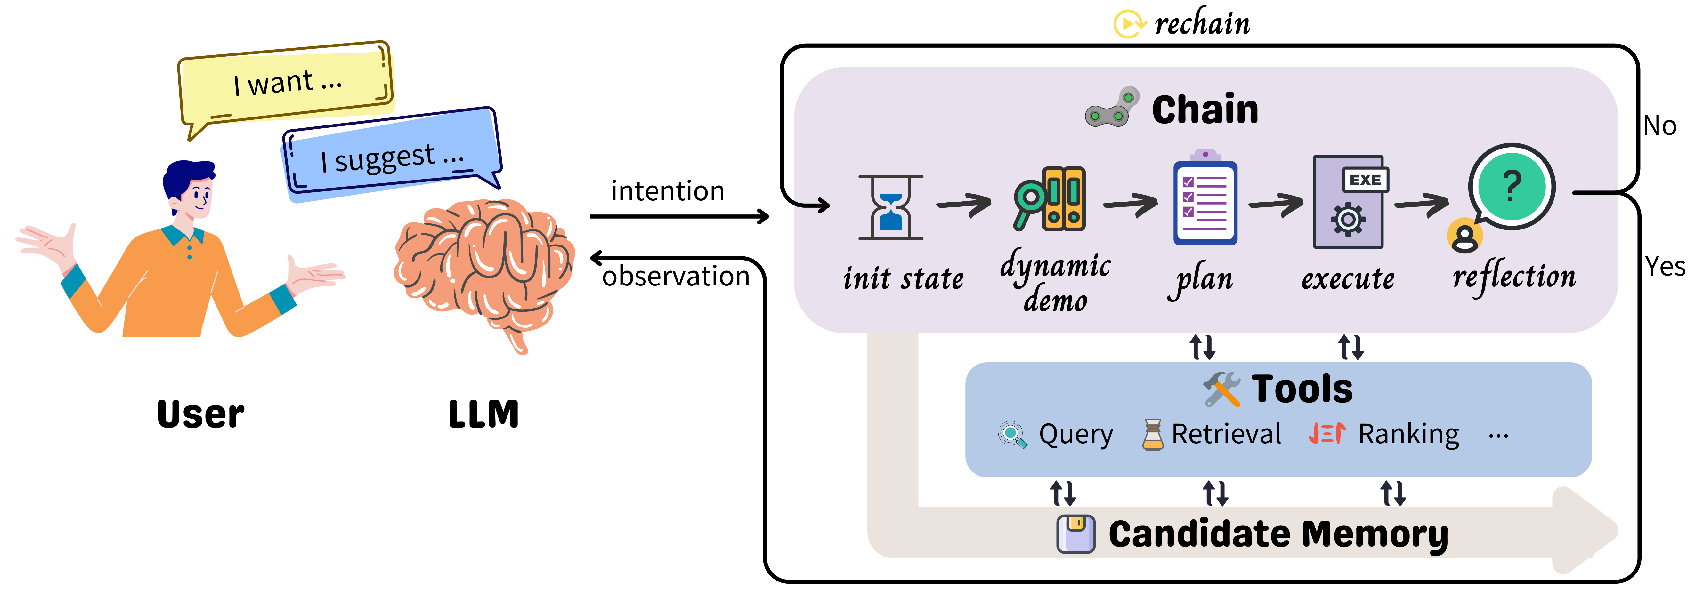 rechain
I want ...
I suggest ...
Chain
No
EXE
?
intention
observation
init state
dynamic
demo
plan
execute
reflection
Yes
Tools
Query
Retrieval
Ranking
...
User
LLM
Candidate Memory